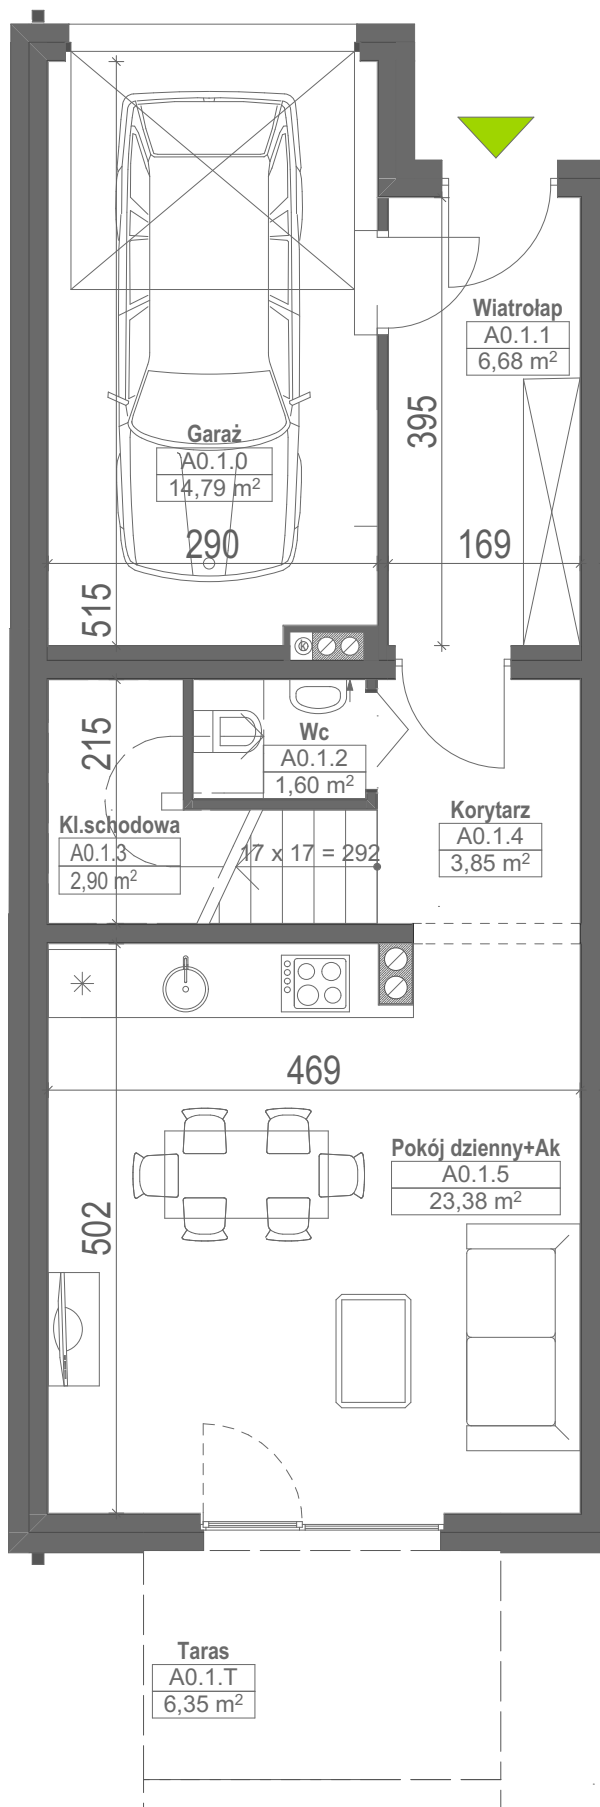 Wiatrołap
A0.1.1
6,68 m²
395
Garaż
A0.1.0
14,79 m²
290
169
515
K
215
Wc
A0.1.2
1,60 m²
Kl.schodowa
A0.1.3
2,90 m²
17 x 17 = 292
Korytarz
A0.1.4
3,85 m²
469
Pokój dzienny+Ak
A0.1.5
23,38 m²
502
Taras
A0.1.T
6,35 m²